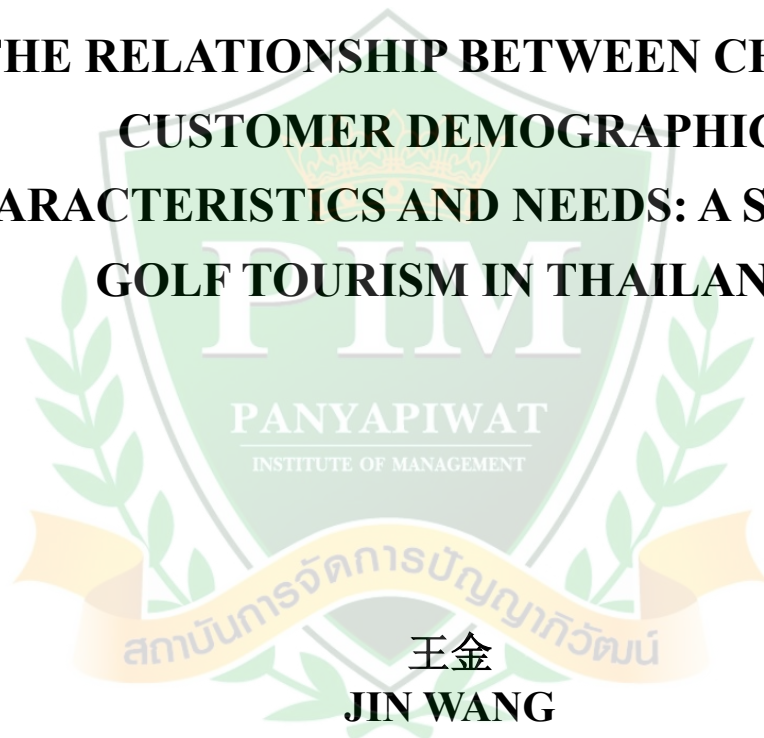 THE RELATIONSHIP BETWEEN CH
CUSTOMER DEMOGRAPHIC
ARACTERISTICS AND NEEDS: A S
GOLF TOURISM IN THAILAN
PIM
PANYAPIWAT
INSTITUTE OF MANAGEMENT
สถาบันการจัดการปัญญาภิวัฒน์
王金
JIN WANG